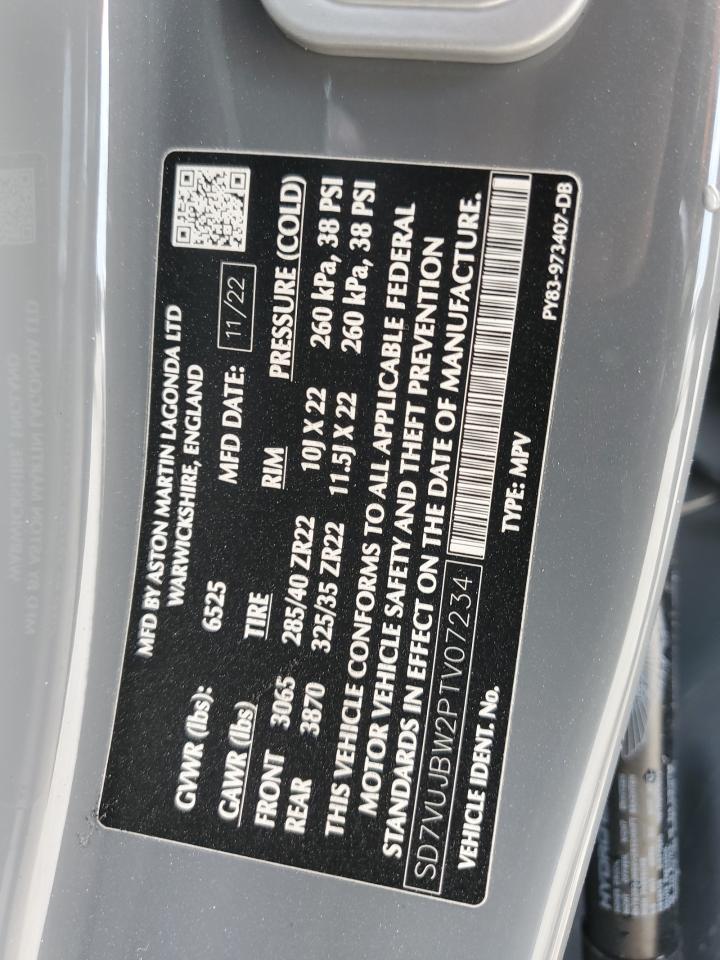 MFD BY ASTON MARTIN LAGONDA LTD
WARWICKSHIRE, ENGLAND
GVWR (lbs): 6525 MFD DATE: 11/22
GAWR (lbs) TIRE RIM PRESSURE (COLD)
FRONT 3065 285/40 ZR22 10J X 22 260 kPa, 38 PSI
REAR 3870 325/35 ZR22 11.5J X 22 260 kPa, 38 PSI
THIS VEHICLE CONFORMS TO ALL APPLICABLE FEDERAL
MOTOR VEHICLE SAFETY AND THEFT PREVENTION
STANDARDS IN EFFECT ON THE DATE OF MANUFACTURE.
SD7VUJBW2PTV07234
VEHICLE IDENT. No. TYPE: MPV
PY83-973407-DB